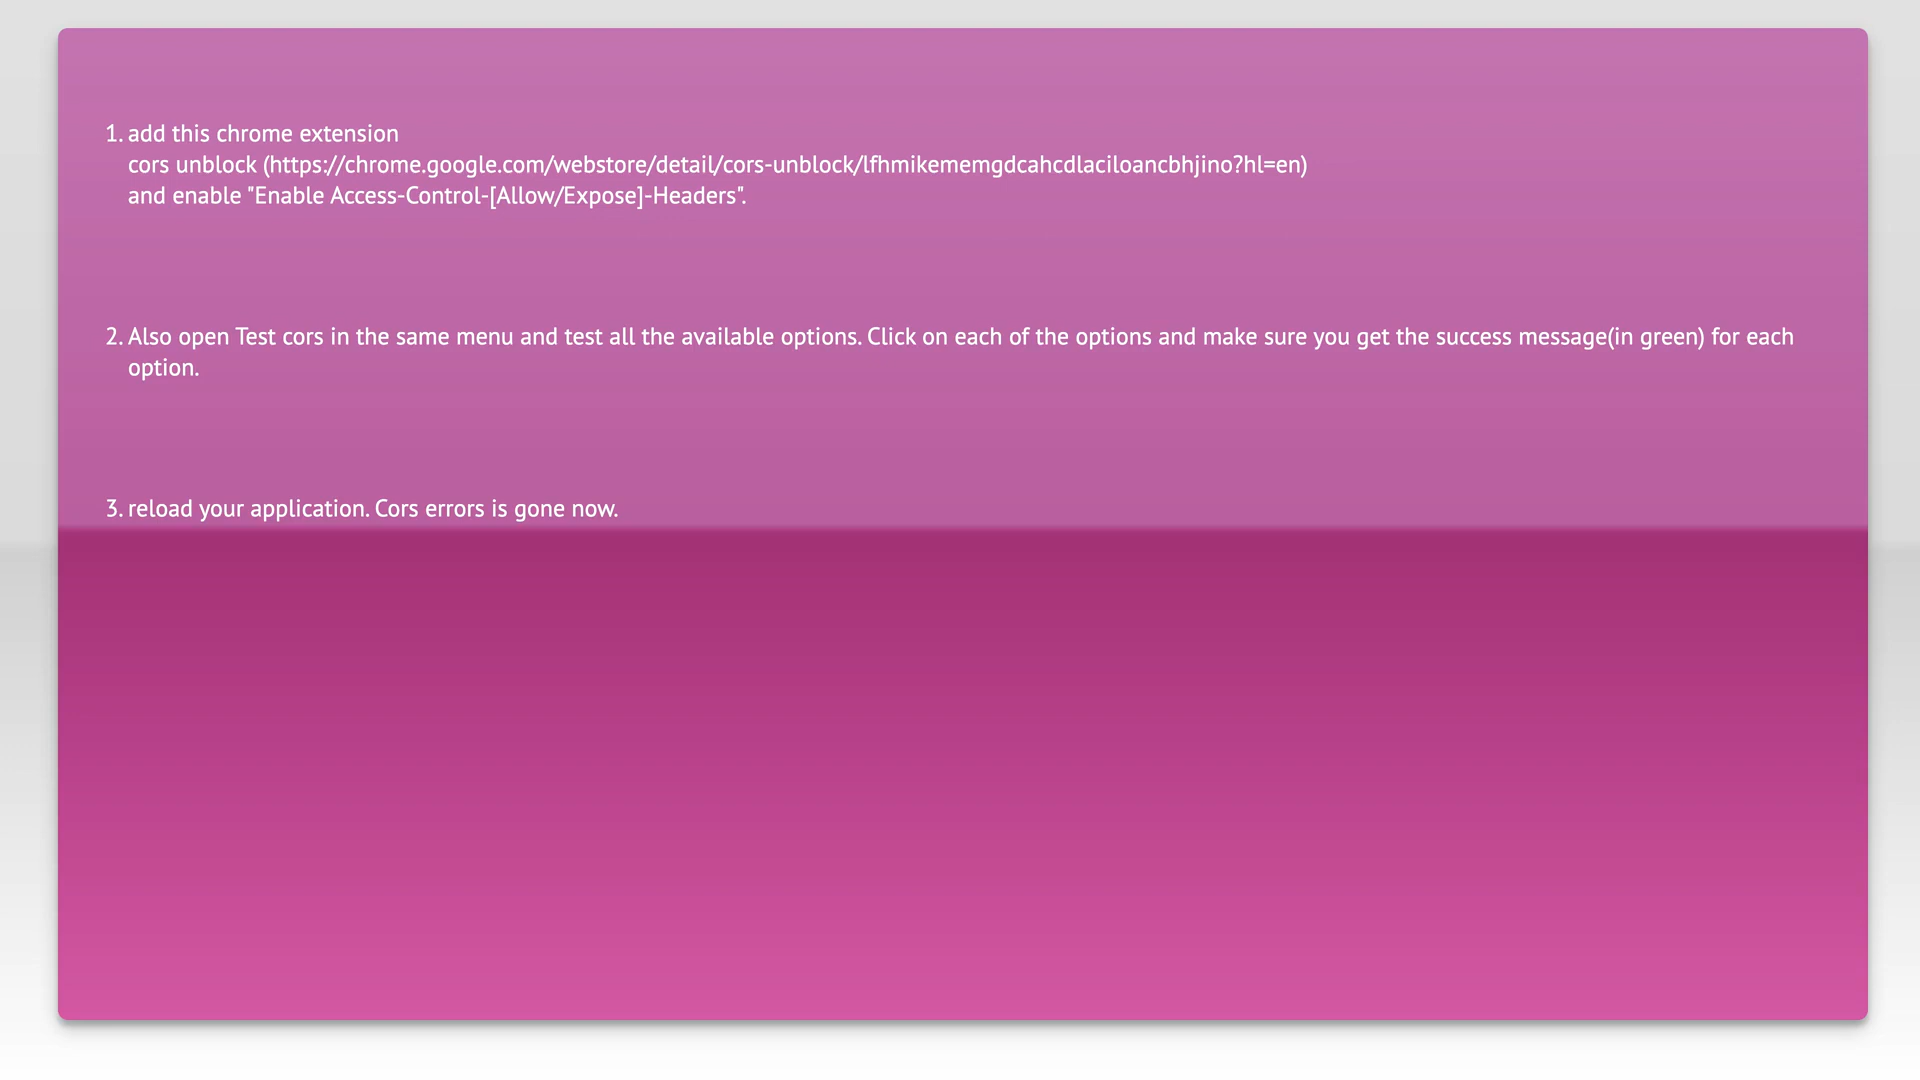 1. add this chrome extension
cors unblock (https://chrome.google.com/webstore/detail/cors-unblock/lfhmikememgdcahcdlaciloancbhjino?hl=en)
and enable "Enable Access-Control-[Allow/Expose]-Headers".
2. Also open Test cors in the same menu and test all the available options. Click on each of the options and make sure you get the success message(in green) for each
option.
3. reload your application. Cors errors is gone now.